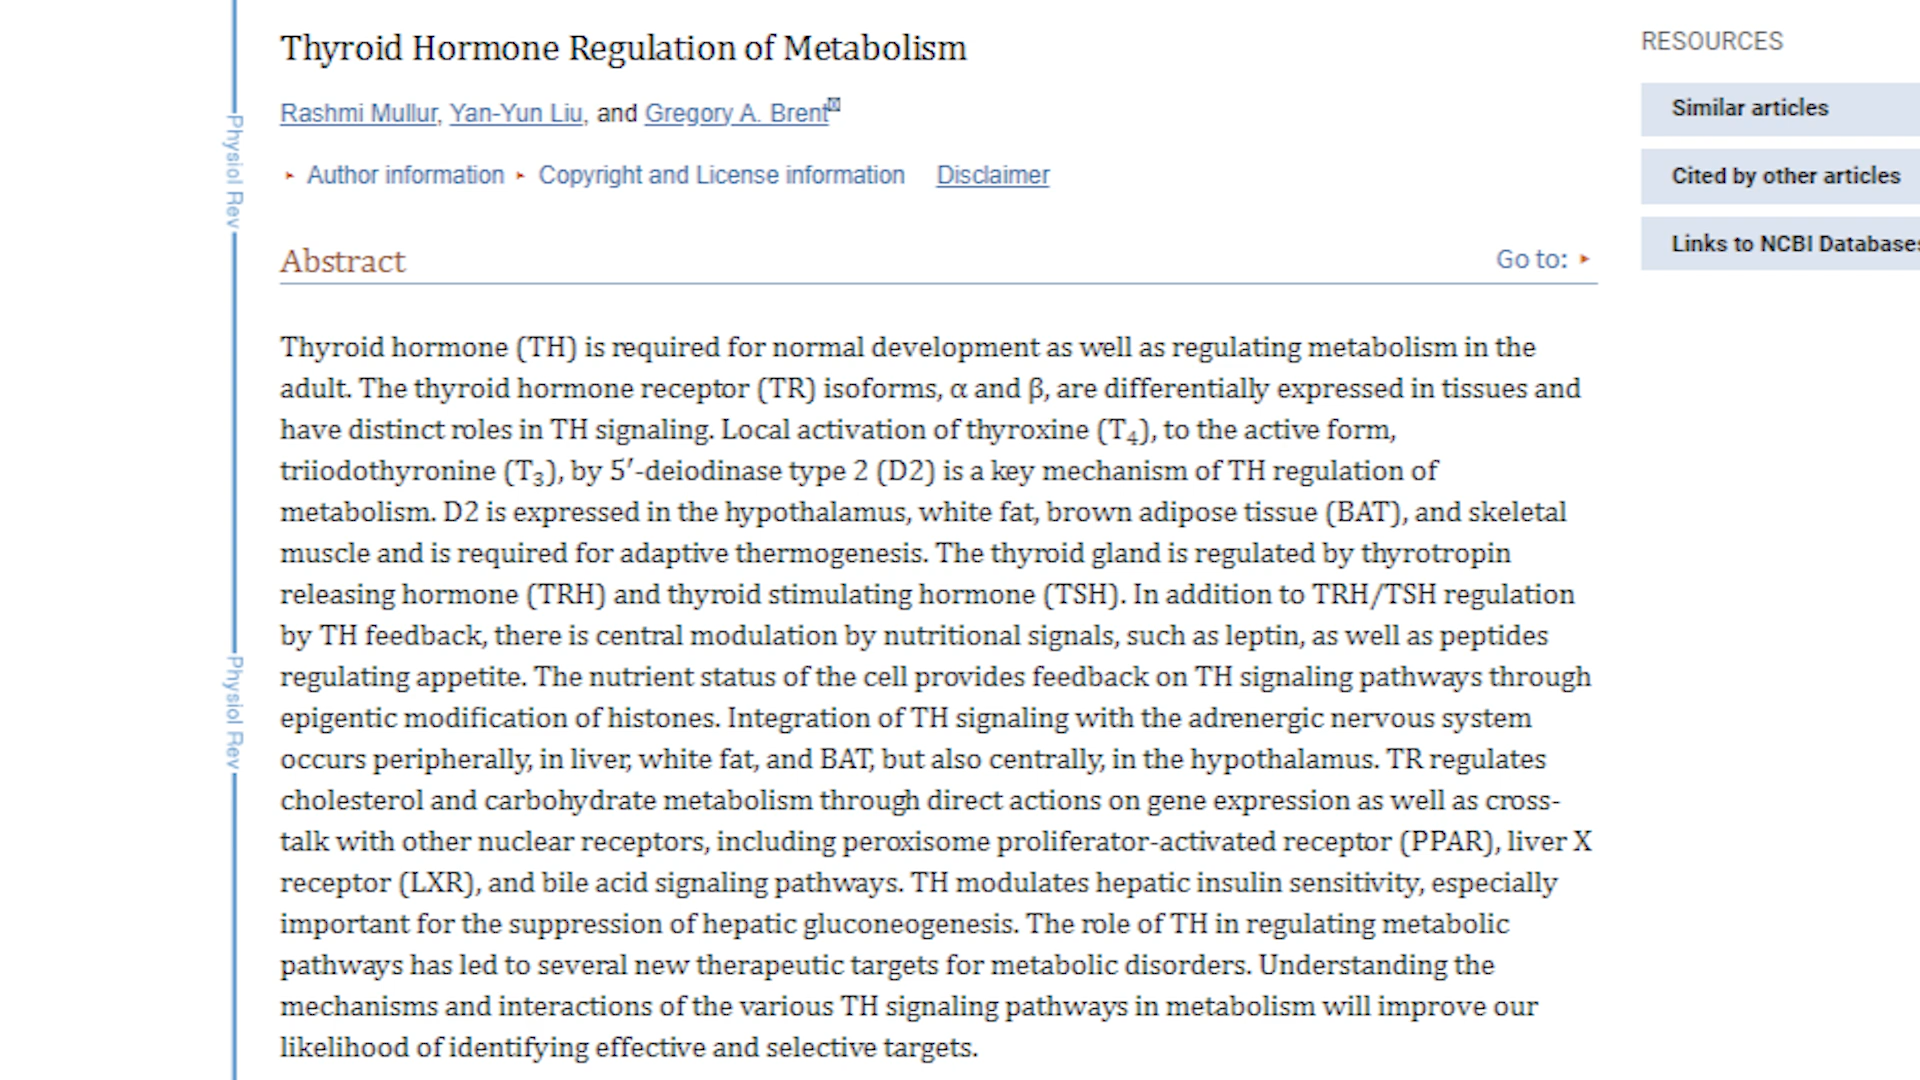 Thyroid Hormone Regulation of Metabolism
Rashmi Mullur, Yan-Yun Liu, and Gregory A. Brent
Author information Copyright and License information Disclaimer
Abstract
Go to:
Thyroid hormone (TH) is required for normal development as well as regulating metabolism in the
adult. The thyroid hormone receptor (TR) isoforms, α and β, are differentially expressed in tissues and
have distinct roles in TH signaling. Local activation of thyroxine (T₄), to the active form,
triiodothyronine (T₃), by 5′-deiodinase type 2 (D2) is a key mechanism of TH regulation of
metabolism. D2 is expressed in the hypothalamus, white fat, brown adipose tissue (BAT), and skeletal
muscle and is required for adaptive thermogenesis. The thyroid gland is regulated by thyrotropin
releasing hormone (TRH) and thyroid stimulating hormone (TSH). In addition to TRH/TSH regulation
by TH feedback, there is central modulation by nutritional signals, such as leptin, as well as peptides
regulating appetite. The nutrient status of the cell provides feedback on TH signaling pathways through
epigentic modification of histones. Integration of TH signaling with the adrenergic nervous system
occurs peripherally, in liver, white fat, and BAT, but also centrally, in the hypothalamus. TR regulates
cholesterol and carbohydrate metabolism through direct actions on gene expression as well as cross-
talk with other nuclear receptors, including peroxisome proliferator-activated receptor (PPAR), liver X
receptor (LXR), and bile acid signaling pathways. TH modulates hepatic insulin sensitivity, especially
important for the suppression of hepatic gluconeogenesis. The role of TH in regulating metabolic
pathways has led to several new therapeutic targets for metabolic disorders. Understanding the
mechanisms and interactions of the various TH signaling pathways in metabolism will improve our
likelihood of identifying effective and selective targets.
RESOURCES
Similar articles
Cited by other articles
Links to NCBI Databases
Physiol Rev
Physiol Rev